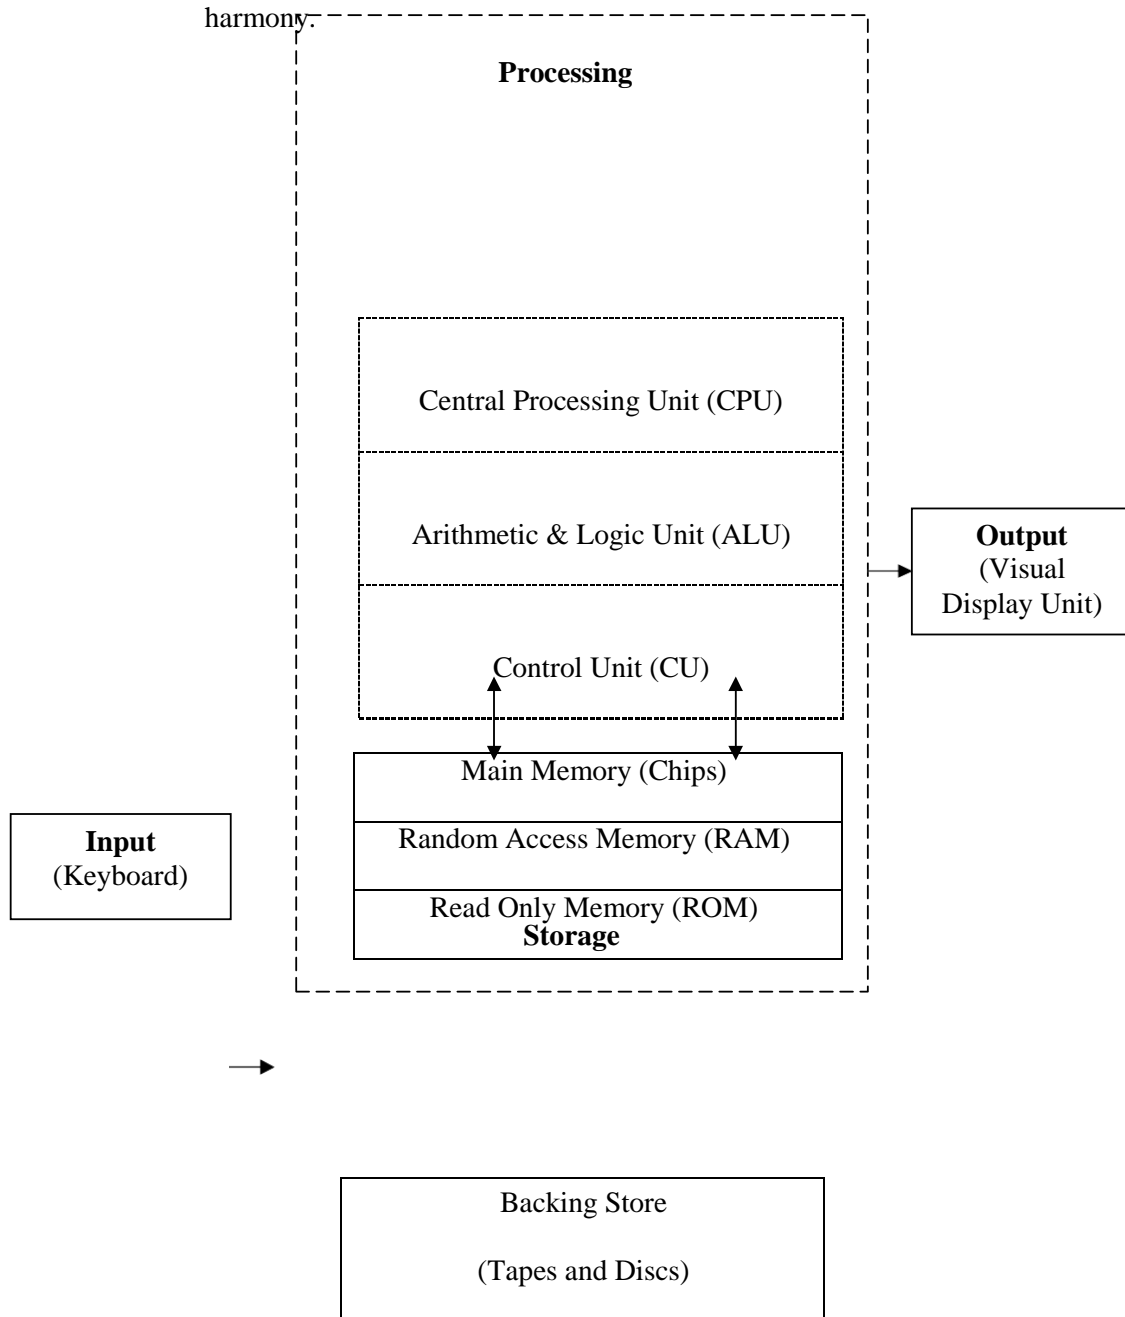 harmony.
Processing
Central Processing Unit (CPU)
Arithmetic & Logic Unit (ALU)
Output
(Visual
Display Unit)
Control Unit (CU)
Main Memory (Chips)
Random Access Memory (RAM)
Input
(Keyboard)
Read Only Memory (ROM)
Storage
Backing Store
(Tapes and Discs)